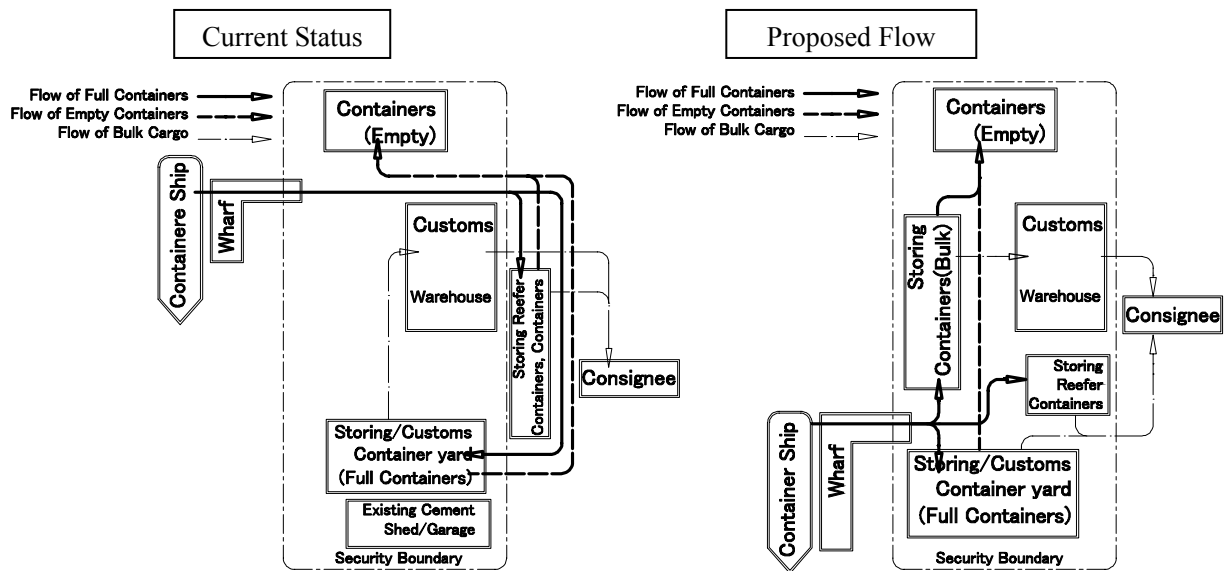 Current Status
Flow of Full Containers
Flow of Empty Containers
Flow of Bulk Cargo
Containers
(Empty)
Containere Ship
Wharf
Customs
Warehouse
Storing Reefer
Containers, Containers
Consignee
Storing/Customs
Container yard
(Full Containers)
Existing Cement
Shed/Garage
Security Boundary
Proposed Flow
Flow of Full Containers
Flow of Empty Containers
Flow of Bulk Cargo
Containers
(Empty)
Storing
Containers(Bulk)
Customs
Warehouse
Consignee
Storing
Reefer
Containers
Container Ship
Wharf
Storing/Customs
Container yard
(Full Containers)
Security Boundary